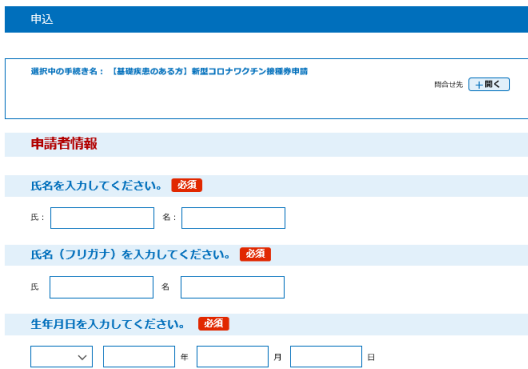 申込
選択中の手続き名： 【基礎疾患のある方】新型コロナワクチン接種券申請
問合せ先 ＋開く
申請者情報
氏名を入力してください。 必須
氏： 名：
氏名（フリガナ）を入力してください。 必須
氏 名
生年月日を入力してください。 必須
年 月 日